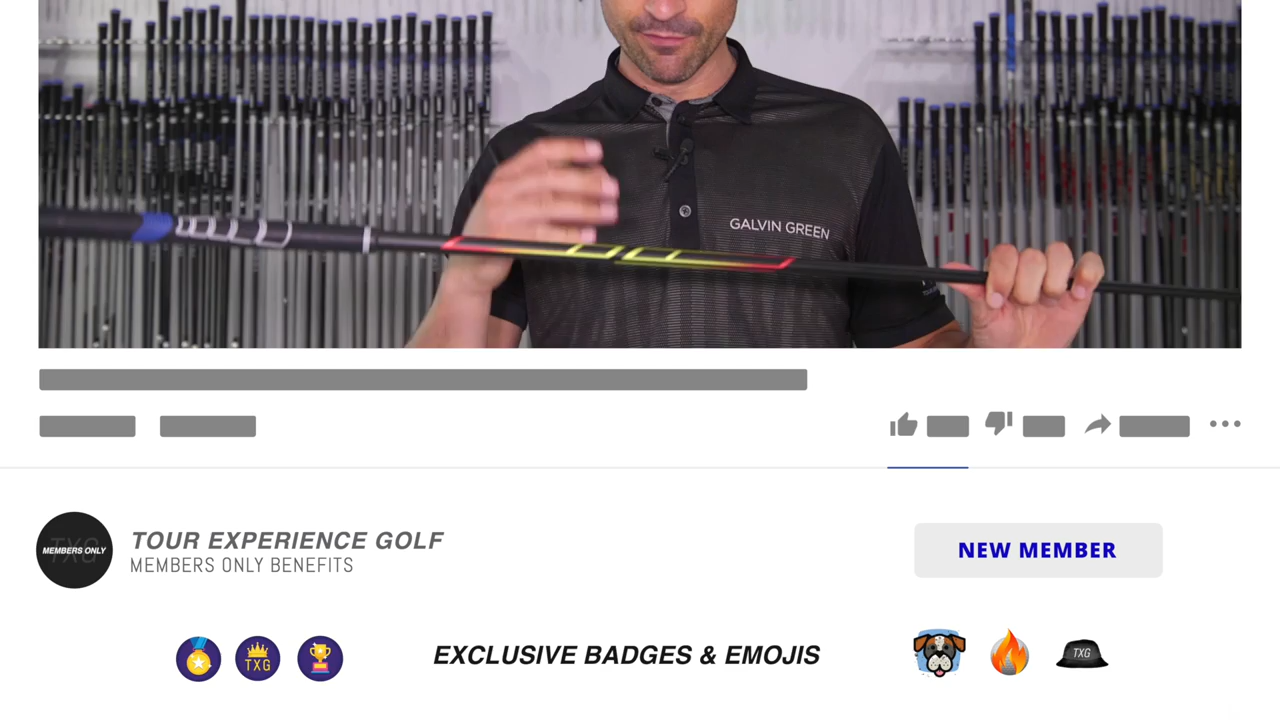 GALVIN GREEN
MEMBERS ONLY
TOUR EXPERIENCE GOLF
MEMBERS ONLY BENEFITS
NEW MEMBER
TXG
EXCLUSIVE BADGES & EMOJIS
TXG